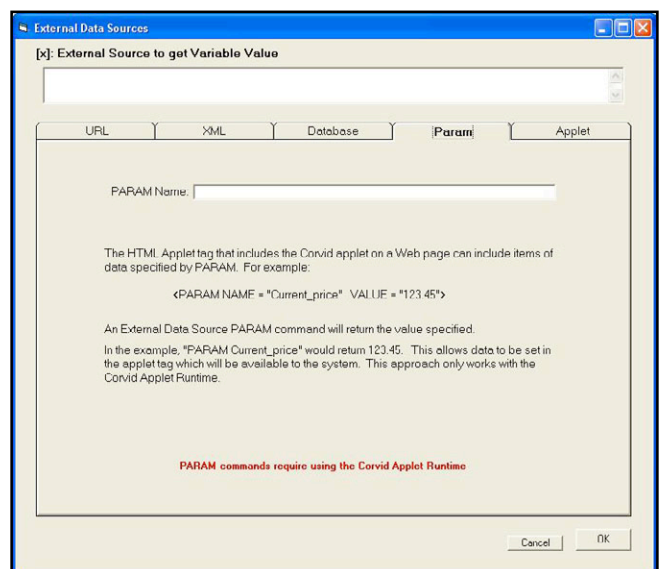 External Data Sources
[x]: External Source to get Variable Value
URL XML Database Param Applet
PARAM Name:
The HTML Applet tag that includes the Corvid applet on a Web page can include items of
data specified by PARAM. For example:
<PARAM NAME = "Current_price" VALUE = "123.45">
An External Data Source PARAM command will return the value specified.
In the example, "PARAM Current_price" would return 123.45. This allows data to be set in
the applet tag which will be available to the system. This approach only works with the
Corvid Applet Runtime.
PARAM commands require using the Corvid Applet Runtime
Cancel OK